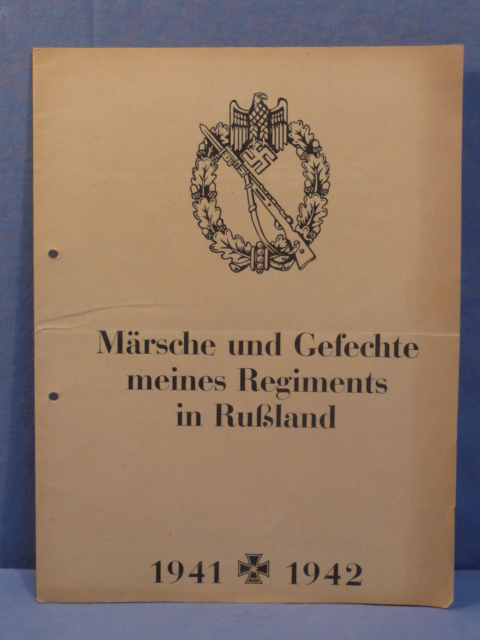 Märsche und Gefechte
meines Regiments
in Rußland
1941 1942